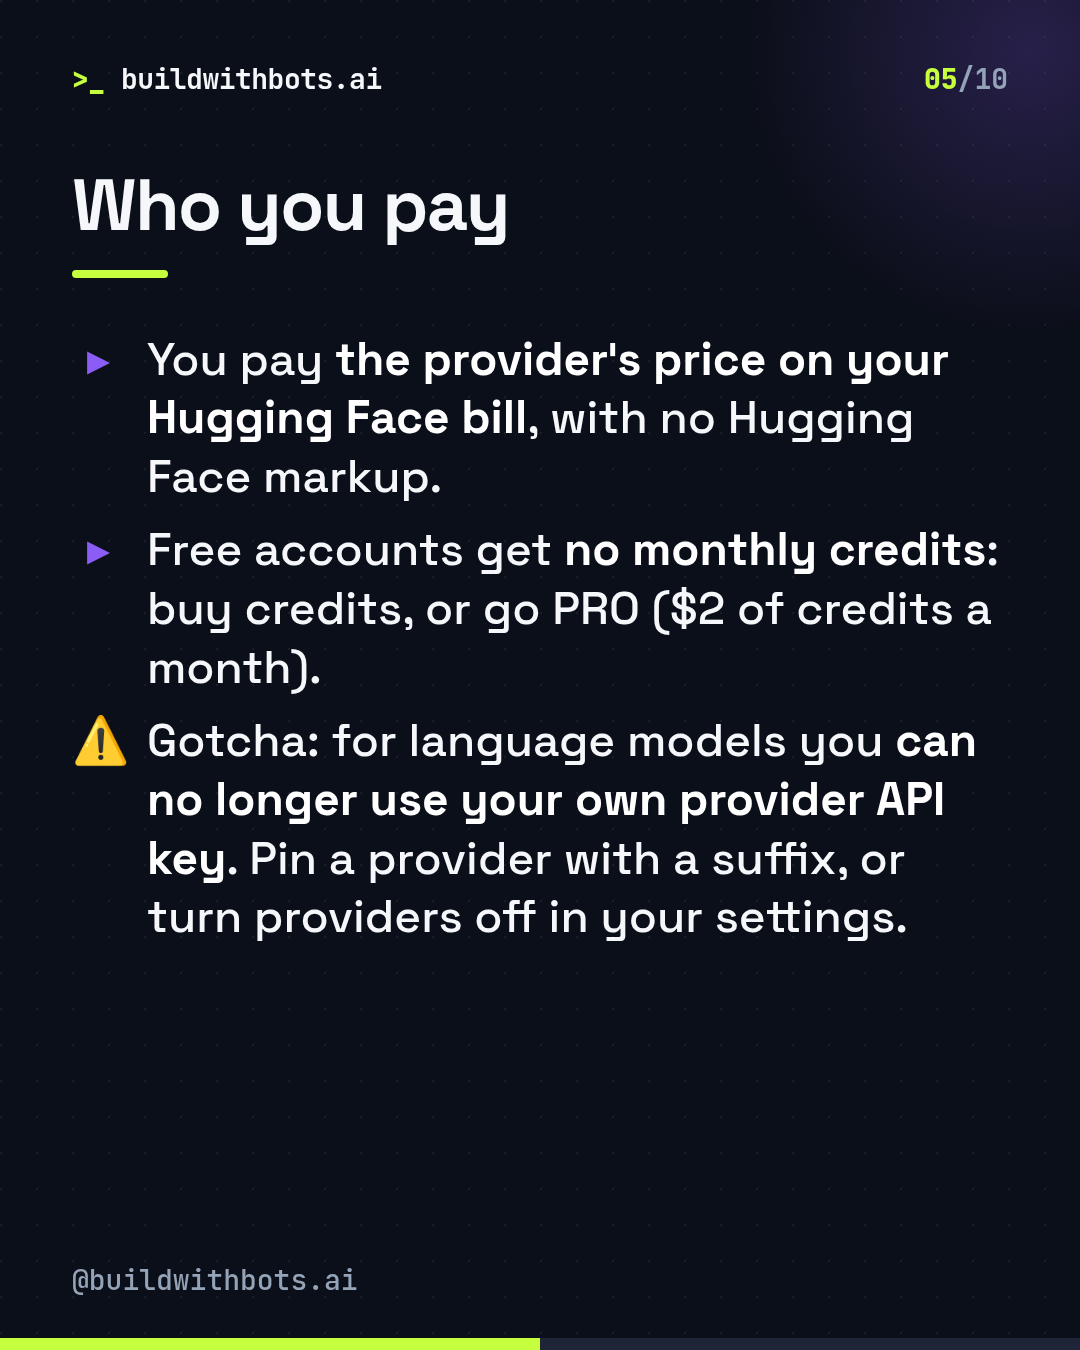 >_ buildwithbots.ai
05/10
Who you pay
► You pay the provider's price on your
Hugging Face bill, with no Hugging
Face markup.
► Free accounts get no monthly credits:
buy credits, or go PRO ($2 of credits a
month).
⚠️ Gotcha: for language models you can
no longer use your own provider API
key. Pin a provider with a suffix, or
turn providers off in your settings.
@buildwithbots.ai